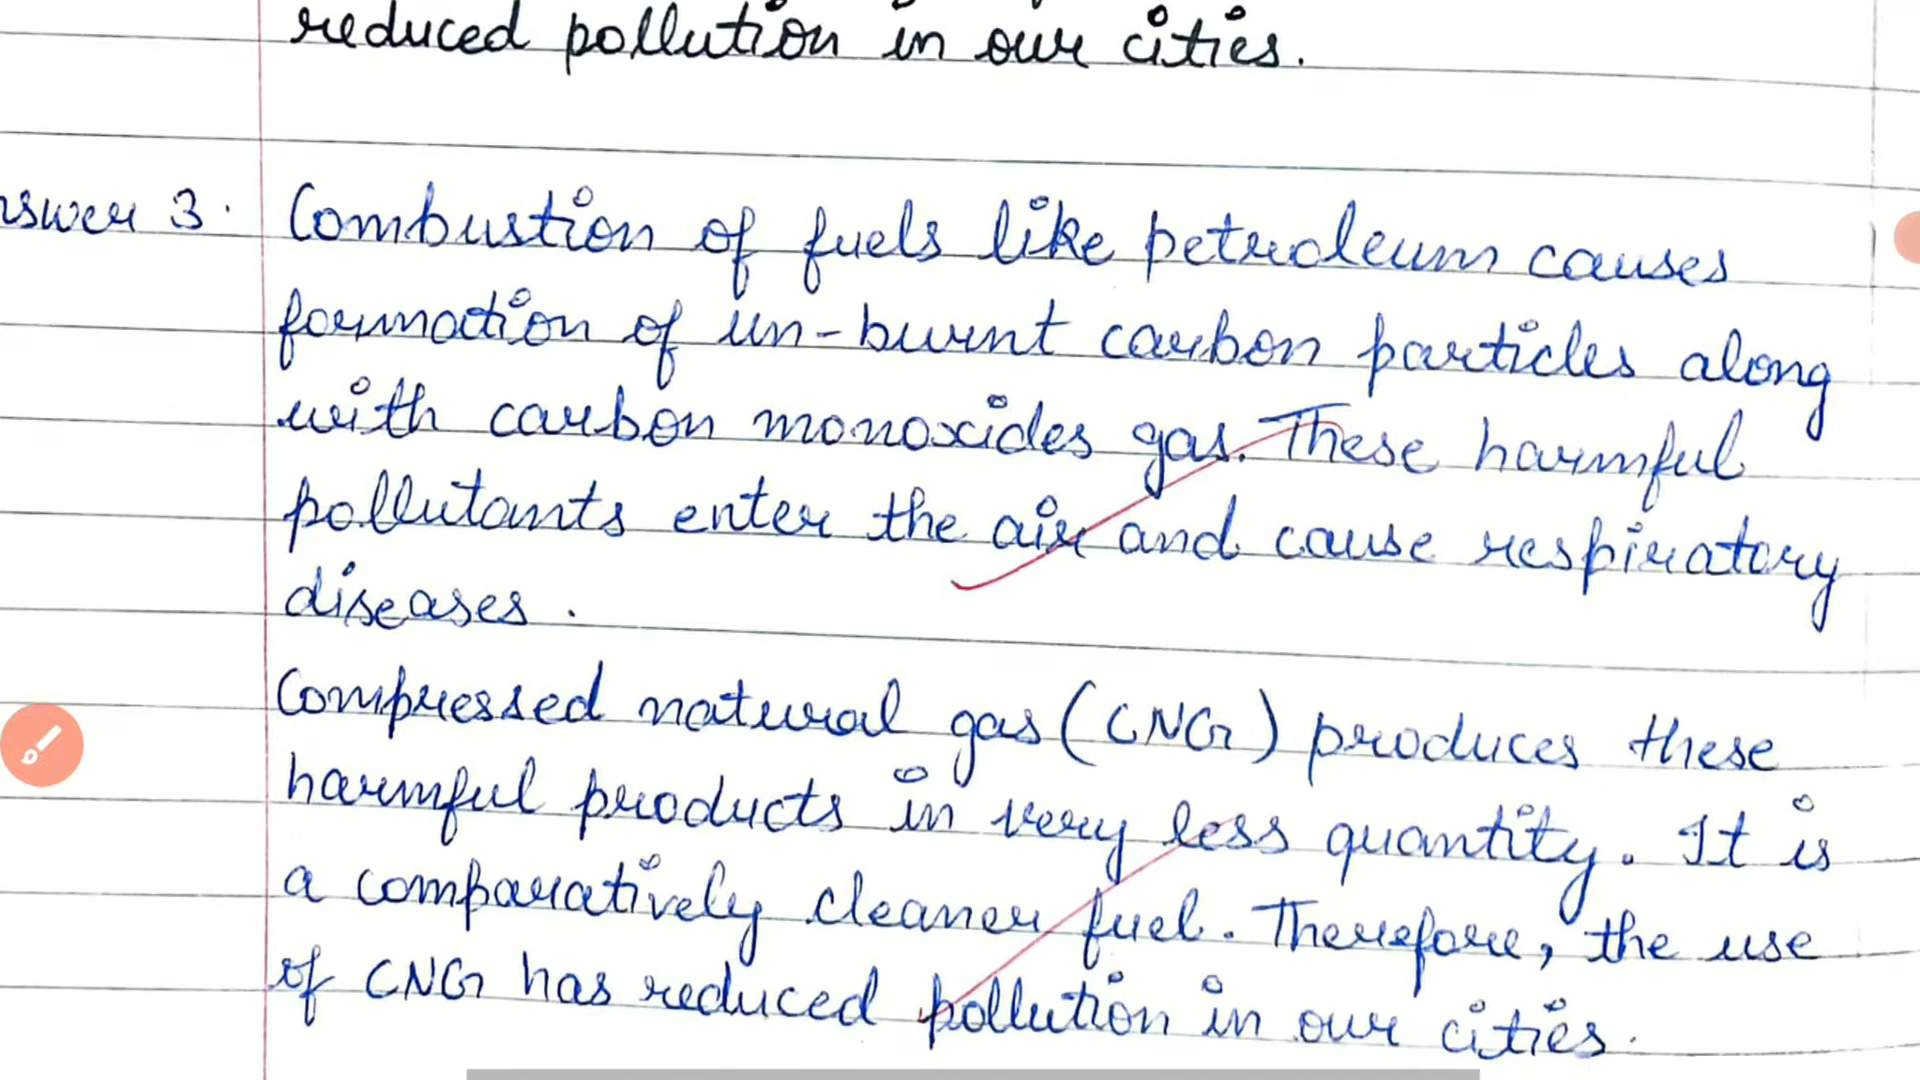 reduced pollution in our cities.
nswer 3. Combustion of fuels like petroleum causes
formation of un-burnt carbon particles along
with carbon monoxides gas. These harmful
pollutants enter the air and cause respiratory
diseases.
Compressed natural gas (CNG) produces these
harmful products in very less quantity. It is
a comparatively cleaner fuel. Therefore, the use
of CNG has reduced pollution in our cities.